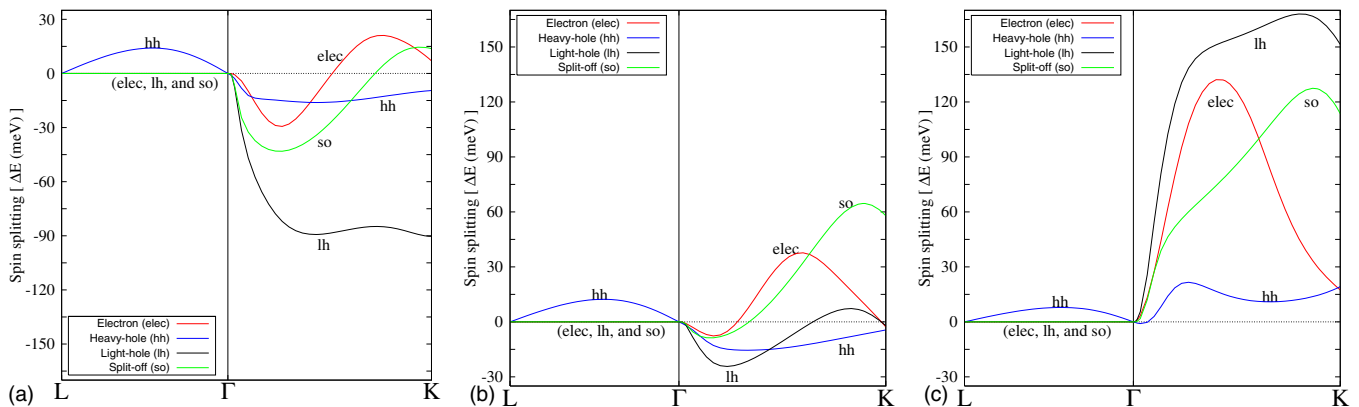 30
0
-30
-60
-90
-120
-150
Spin splitting [ ΔE (meV) ]
hh
elec
(elec, lh, and so)
hh
so
lh
Electron (elec)
Heavy-hole (hh)
Light-hole (lh)
Split-off (so)
(a)
L
Γ
K
150
120
90
60
30
0
-30
Spin splitting [ ΔE (meV) ]
Electron (elec)
Heavy-hole (hh)
Light-hole (lh)
Split-off (so)
so
elec
hh
(elec, lh, and so)
hh
lh
(b)
L
Γ
K
150
120
90
60
30
0
-30
Spin splitting [ ΔE (meV) ]
Electron (elec)
Heavy-hole (hh)
Light-hole (lh)
Split-off (so)
lh
elec
so
hh
hh
(elec, lh, and so)
(c)
L
Γ
K